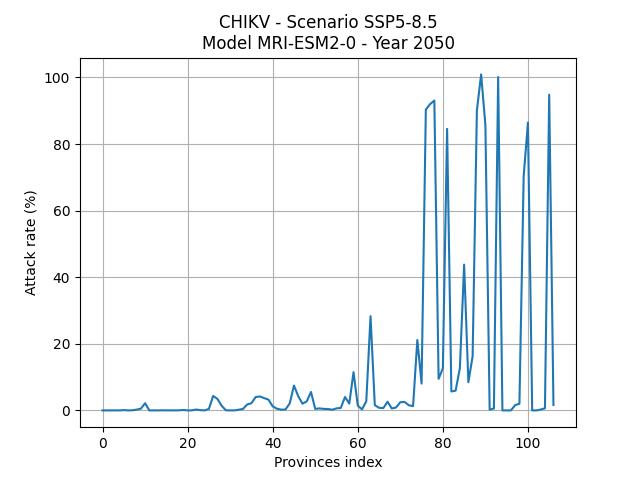 CHIKV - Scenario SSP5-8.5
Model MRI-ESM2-0 - Year 2050
100
80
60
40
20
0
Attack rate (%)
0 20 40 60 80 100
Provinces index